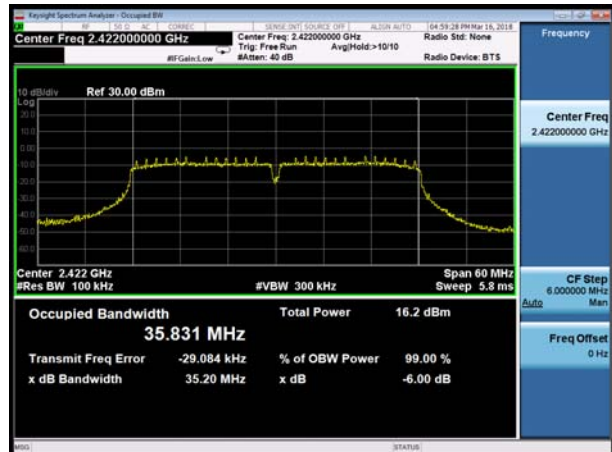 Keysight Spectrum Analyzer - Occupied BW
RF 50 Ω AC CORREC SENSE:INT SOURCE OFF ALIGN AUTO 04:59:28 PM Mar 16, 2018
Center Freq 2.422000000 GHz
Center Freq: 2.422000000 GHz
Radio Std: None
Trig: Free Run Avg|Hold:>10/10
#IFGain:Low
#Atten: 40 dB
Radio Device: BTS
10 dB/div Ref 30.00 dBm
Log
20.0
10.0
0.00
-10.0
-20.0
-30.0
-40.0
-50.0
-60.0
Center 2.422 GHz
Span 60 MHz
#Res BW 100 kHz
#VBW 300 kHz
Sweep 5.8 ms
Occupied Bandwidth
Total Power 16.2 dBm
35.831 MHz
Transmit Freq Error -29.084 kHz
% of OBW Power 99.00 %
x dB Bandwidth 35.20 MHz
x dB -6.00 dB
Frequency
Center Freq
2.422000000 GHz
CF Step
6.000000 MHz
Auto Man
Freq Offset
0 Hz
MSG
STATUS